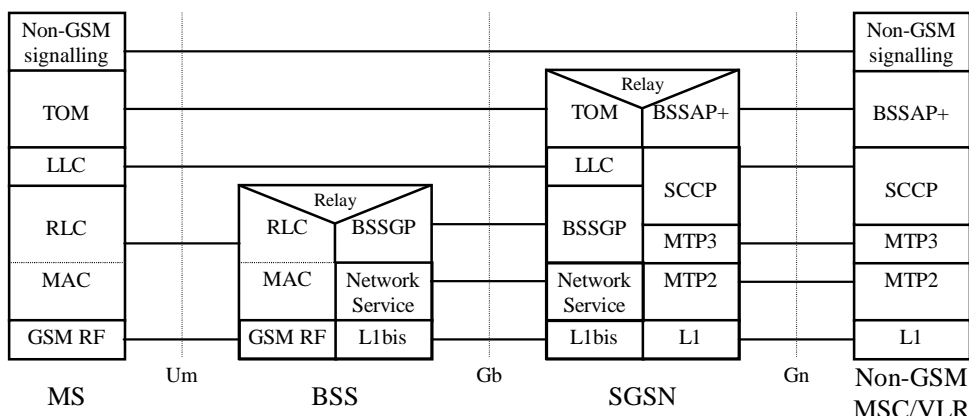 Non-GSM
signalling
Non-GSM
signalling
Relay
TOM
TOM
BSSAP+
BSSAP+
LLC
LLC
SCCP
SCCP
Relay
RLC
RLC
BSSGP
BSSGP
MTP3
MTP3
MAC
MAC
Network
Service
Network
Service
MTP2
MTP2
GSM RF
GSM RF
L1bis
L1bis
L1
L1
Um
Gb
Gn
MS
BSS
SGSN
Non-GSM
MSC/VLR